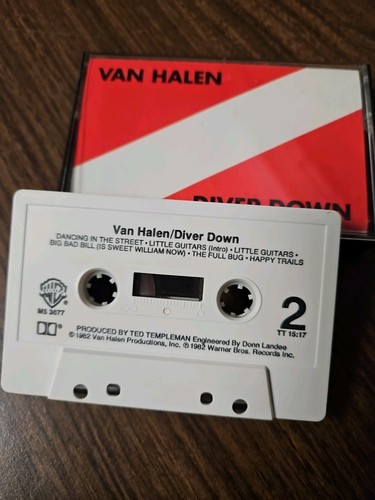 VAN HALEN
DIVER DOWN
Van Halen/Diver Down
DANCING IN THE STREET • LITTLE GUITARS (Intro) • LITTLE GUITARS •
BIG BAD BILL (IS SWEET WILLIAM NOW) • THE FULL BUG • HAPPY TRAILS
M5 3677
2
TT 15:17
PRODUCED BY TED TEMPLEMAN Engineered By Donn Landee
©1982 Van Halen Productions, Inc. ℗ 1982 Warner Bros. Records Inc.